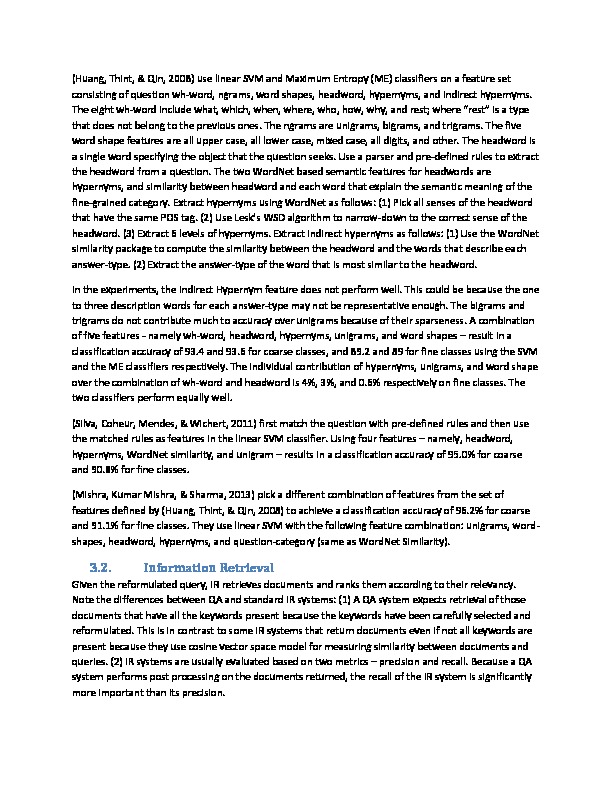 (Huang, Thint, & Qin, 2008) use linear SVM and Maximum Entropy (ME) classifiers on a feature set
consisting of question wh-word, ngrams, word shapes, headword, hypernyms, and indirect hypernyms.
The eight wh-word include what, which, when, where, who, how, why, and rest; where "rest" is a type
that does not belong to the previous ones. The ngrams are unigrams, bigrams, and trigrams. The five
word shape features are all upper case, all lower case, mixed case, all digits, and other. The headword is
a single word specifying the object that the question seeks. Use a parser and pre-defined rules to extract
the headword from a question. The two WordNet based semantic features for headwords are
hypernyms, and similarity between headword and each word that explain the semantic meaning of the
fine-grained category. Extract hypernyms using WordNet as follows: (1) Pick all senses of the headword
that have the same POS tag. (2) Use Lesk's WSD algorithm to narrow-down to the correct sense of the
headword. (3) Extract 6 levels of hypernyms. Extract indirect hypernyms as follows: (1) Use the WordNet
similarity package to compute the similarity between the headword and the words that describe each
answer-type. (2) Extract the answer-type of the word that is most similar to the headword.
In the experiments, the Indirect Hypernym feature does not perform well. This could be because the one
to three description words for each answer-type may not be representative enough. The bigrams and
trigrams do not contribute much to accuracy over unigrams because of their sparseness. A combination
of five features - namely wh-word, headword, hypernyms, unigrams, and word shapes – result in a
classification accuracy of 93.4 and 93.6 for coarse classes, and 89.2 and 89 for fine classes using the SVM
and the ME classifiers respectively. The individual contribution of hypernyms, unigrams, and word shape
over the combination of wh-word and headword is 4%, 3%, and 0.6% respectively on fine classes. The
two classifiers perform equally well.
(Silva, Coheur, Mendes, & Wichert, 2011) first match the question with pre-defined rules and then use
the matched rules as features in the linear SVM classifier. Using four features – namely, headword,
hypernyms, WordNet similarity, and unigram – results in a classification accuracy of 95.0% for coarse
and 90.8% for fine classes.
(Mishra, Kumar Mishra, & Sharma, 2013) pick a different combination of features from the set of
features defined by (Huang, Thint, & Qin, 2008) to achieve a classification accuracy of 96.2% for coarse
and 91.1% for fine classes. They use linear SVM with the following feature combination: unigrams, word-
shapes, headword, hypernyms, and question-category (same as WordNet Similarity).
3.2. Information Retrieval
Given the reformulated query, IR retrieves documents and ranks them according to their relevancy.
Note the differences between QA and standard IR systems: (1) A QA system expects retrieval of those
documents that have all the keywords present because the keywords have been carefully selected and
reformulated. This is in contrast to some IR systems that return documents even if not all keywords are
present because they use cosine vector space model for measuring similarity between documents and
queries. (2) IR systems are usually evaluated based on two metrics – precision and recall. Because a QA
system performs post processing on the documents returned, the recall of the IR system is significantly
more important than its precision.